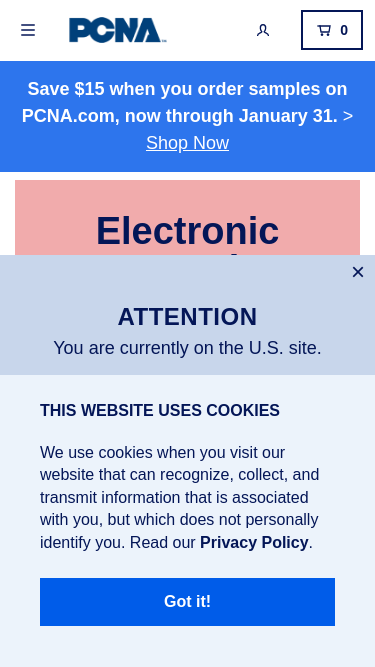 PCNA
0
Save $15 when you order samples on
PCNA.com, now through January 31. >
Shop Now
Electronic
ATTENTION
You are currently on the U.S. site.
THIS WEBSITE USES COOKIES
We use cookies when you visit our
website that can recognize, collect, and
transmit information that is associated
with you, but which does not personally
identify you. Read our Privacy Policy.
Got it!